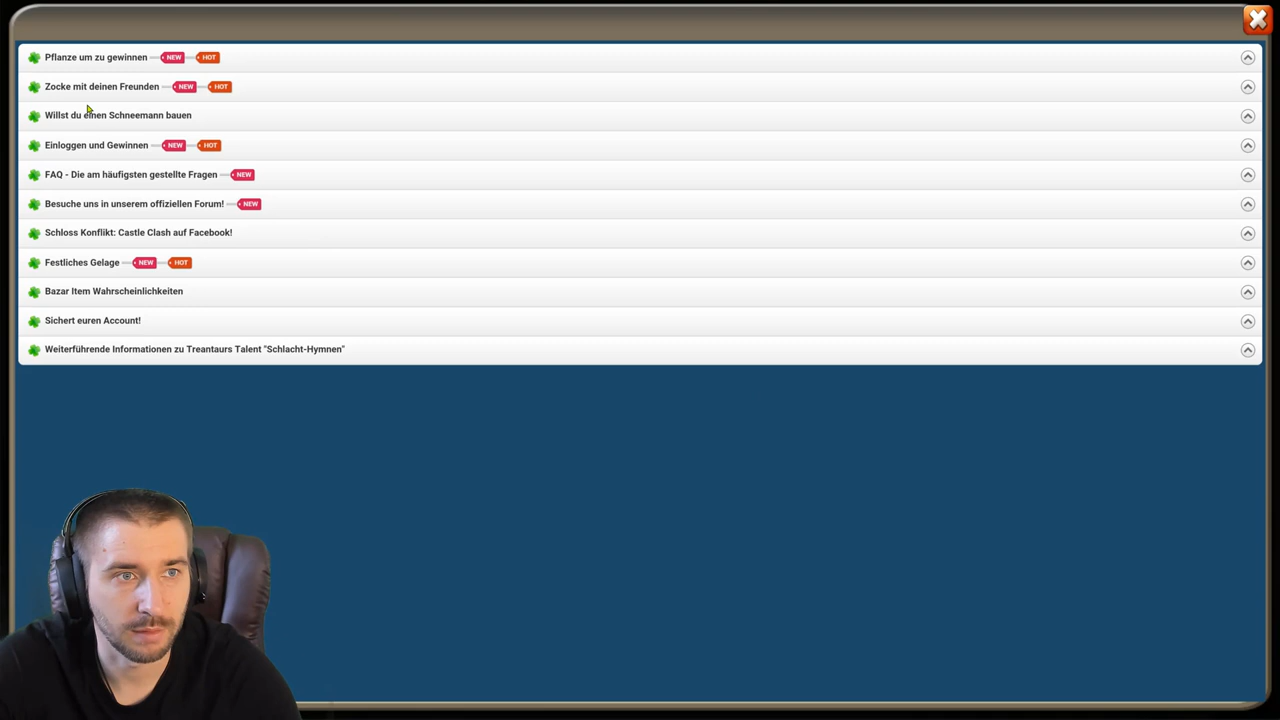 Pflanze um zu gewinnen NEW HOT
Zocke mit deinen Freunden NEW HOT
Willst du einen Schneemann bauen
Einloggen und Gewinnen NEW HOT
FAQ - Die am häufigsten gestellte Fragen NEW
Besuche uns in unserem offiziellen Forum! NEW
Schloss Konflikt: Castle Clash auf Facebook!
Festliches Gelage NEW HOT
Bazar Item Wahrscheinlichkeiten
Sichert euren Account!
Weiterführende Informationen zu Treantaurs Talent "Schlacht-Hymnen"